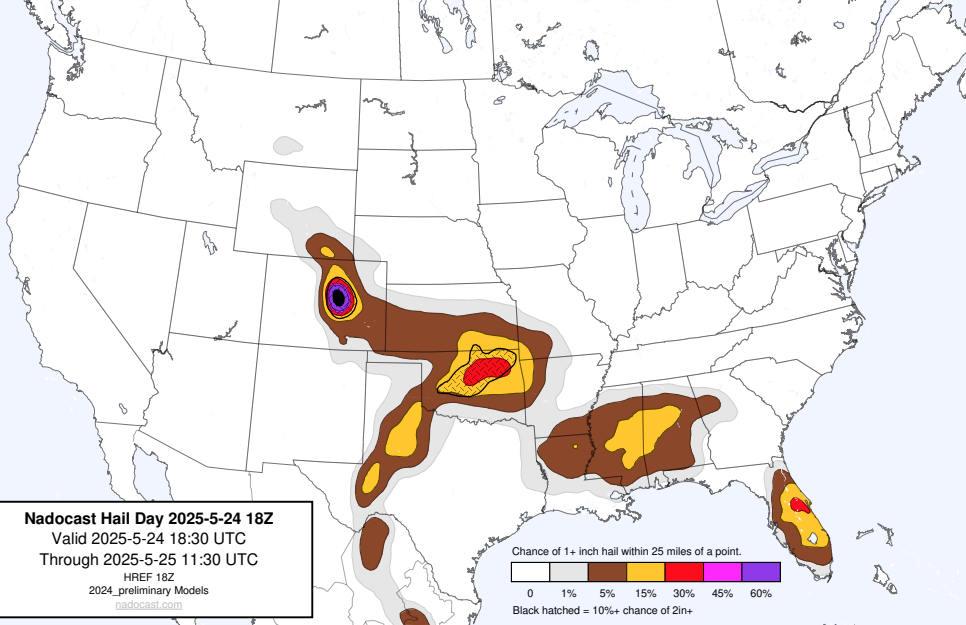 Nadocast Hail Day 2025-5-24 18Z
Valid 2025-5-24 18:30 UTC
Through 2025-5-25 11:30 UTC
HREF 18Z
2024_preliminary Models
nadocast.com
Chance of 1+ inch hail within 25 miles of a point.
0 1% 5% 15% 30% 45% 60%
Black hatched = 10%+ chance of 2in+